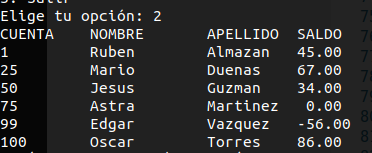 Elige tu opción: 2
CUENTA NOMBRE APELLIDO SALDO
1 Ruben Almazan 45.00
25 Mario Duenas 67.00
50 Jesus Guzman 34.00
75 Astra Martinez 0.00
99 Edgar Vazquez -56.00
100 Oscar Torres 86.00